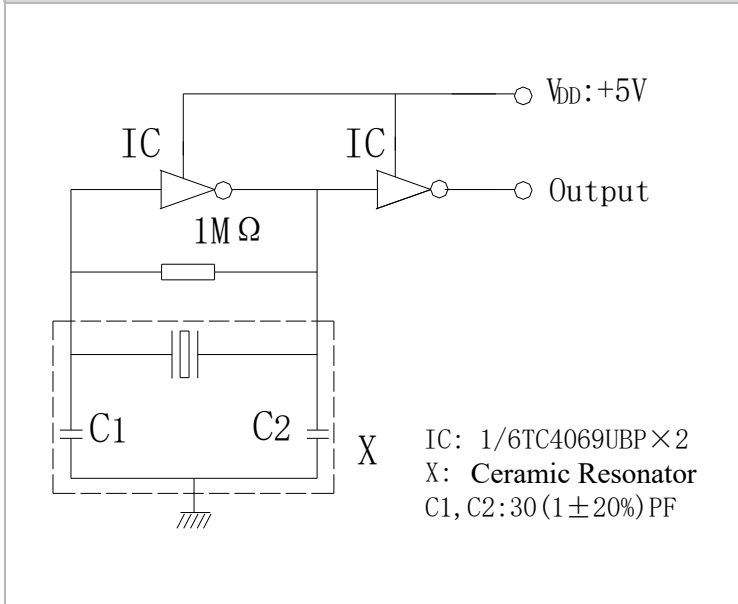 VDD:+5V
IC
IC
Output
1MΩ
C1
C2
X
IC: 1/6TC4069UBP×2
X: Ceramic Resonator
C1,C2:30(1±20%)PF